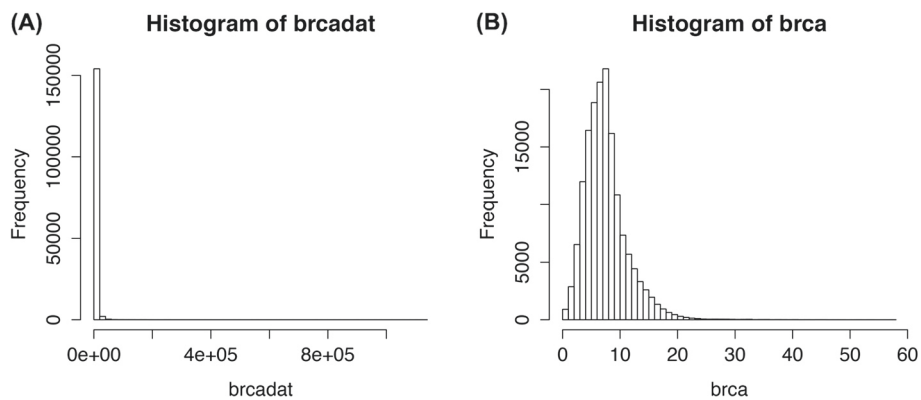 (A) Histogram of brcadat
Frequency
150000
100000
50000
0
0e+00 4e+05 8e+05
brcadat
(B) Histogram of brca
Frequency
15000
5000
0
0 10 20 30 40 50 60
brca